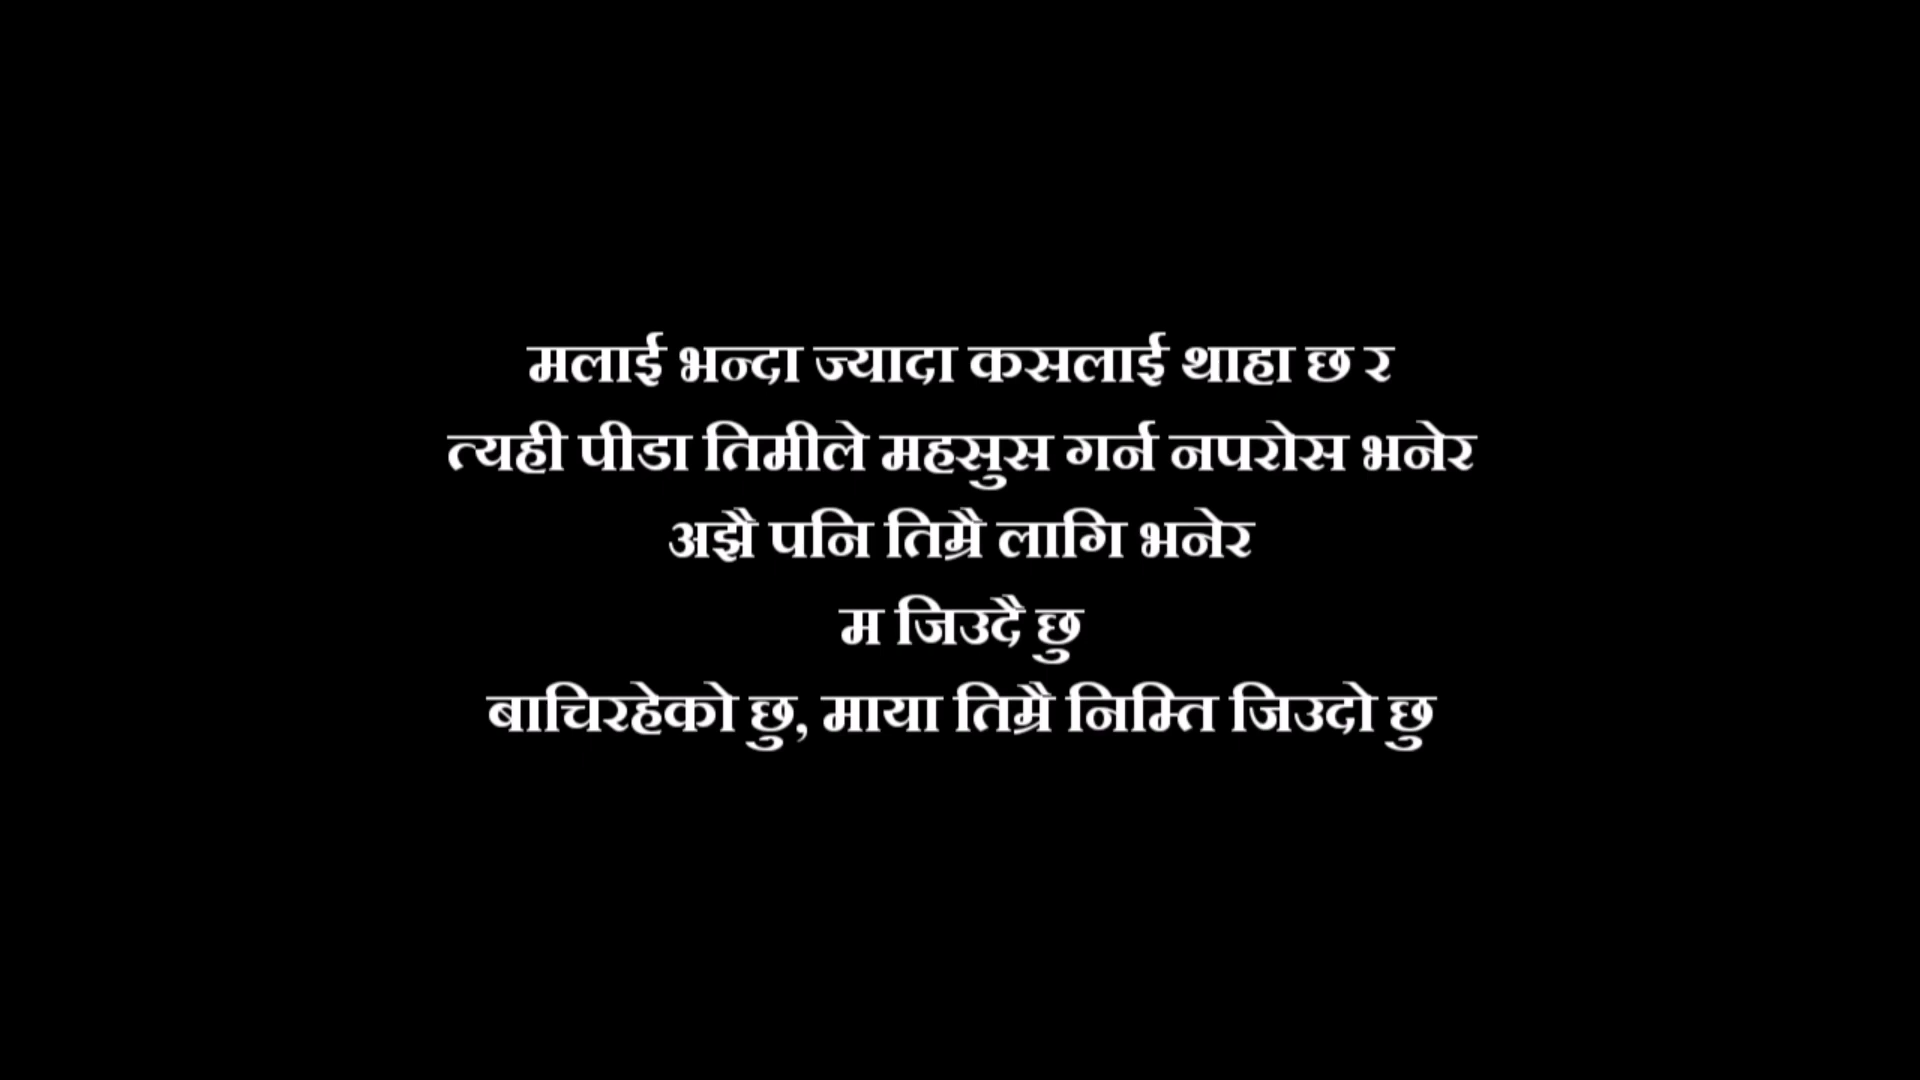 मलाई भन्दा ज्यादा कसलाई थाहा छ र
त्यही पीडा तिमीले महसुस गर्न नपरोस भनेर
अझै पनि तिम्रै लागि भनेर
म जिउदै छु
बाचिरहेको छु, माया तिम्रै निम्ति जिउदो छु